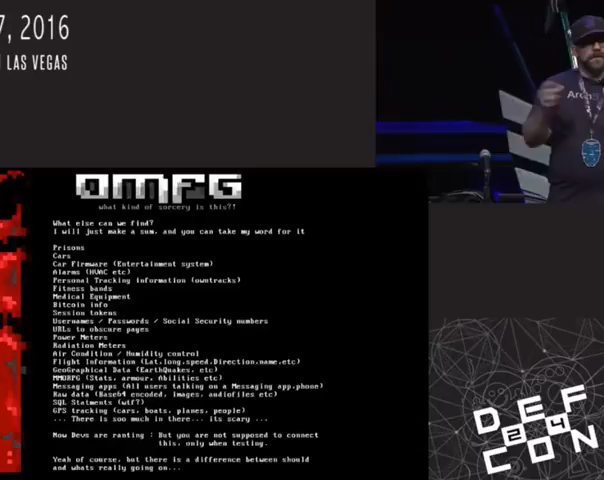 7, 2016
LAS VEGAS
OMFG
what kind of sorcery is this?!
What else can we find?
I will just make a sum, and you can take my word for it
Prisons
Cars
Car Firmware (Entertainment system)
Alarms (HVAC etc)
Personal Tracking information (owntracks)
Fitness bands
Medical Equipment
Bitcoin info
Session tokens
Usernames / Passwords / Social Security numbers
URLs to obscure pages
Power Meters
Radiation Meters
Air Condition / Humidity control
Flight Information (Lat,long,speed,Direction,name,etc)
GeoGraphical Data (EarthQuakes, etc)
MMORPG (Stats, armour, Abilities etc)
Messaging apps (All users talking on a Messaging app,phone)
Raw data (Base64 encoded, images, audiofiles etc)
SQL Statments (wtf?)
GPS tracking (cars, boats, planes, people)
... There is soo much in there... its scary ...
Now Devs are ranting : But you are not supposed to connect
this, only when testing.
Yeah of course, but there is a difference between should
and whats really going on...
DEF
24
CON